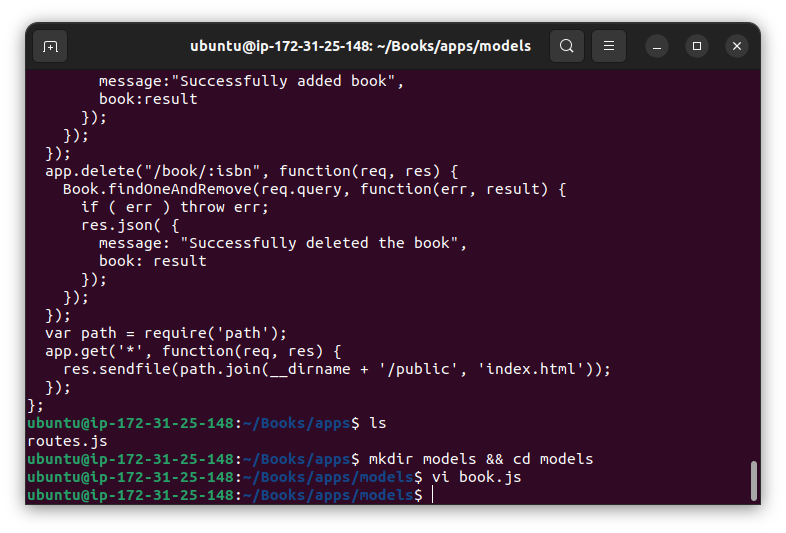 ubuntu@ip-172-31-25-148: ~/Books/apps/models
        message:"Successfully added book",
        book:result
      });
    });
  });
  app.delete("/book/:isbn", function(req, res) {
    Book.findOneAndRemove(req.query, function(err, result) {
      if ( err ) throw err;
      res.json( {
        message: "Successfully deleted the book",
        book: result
      });
    });
  });
  var path = require('path');
  app.get('*', function(req, res) {
    res.sendfile(path.join(__dirname + '/public', 'index.html'));
  });
};
ubuntu@ip-172-31-25-148:~/Books/apps$ ls
routes.js
ubuntu@ip-172-31-25-148:~/Books/apps$ mkdir models && cd models
ubuntu@ip-172-31-25-148:~/Books/apps/models$ vi book.js
ubuntu@ip-172-31-25-148:~/Books/apps/models$